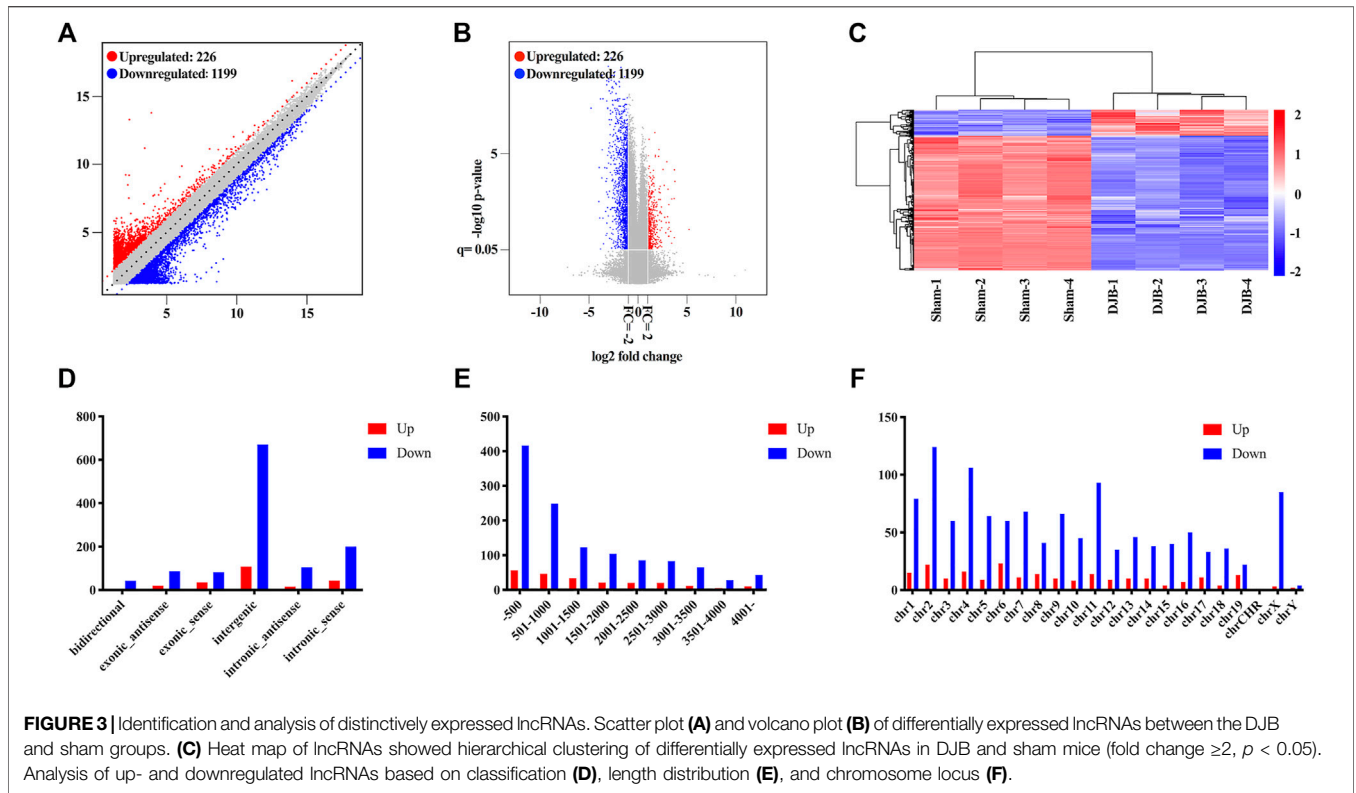 A
Upregulated: 226
Downregulated: 1199
15
10
5
5
10
15
B
Upregulated: 226
Downregulated: 1199
5
-log10 p-value
q= 0.05
-10
-5
FC=-2
0
FC= 2
5
10
log2 fold change
C
2
1
0
-1
-2
Sham-1
Sham-2
Sham-3
Sham-4
DJB-1
DJB-2
DJB-3
DJB-4
D
800
600
400
200
0
Up
Down
bidirectional
exonic_antisense
exonic_sense
intergenic
intronic_antisense
intronic_sense
E
500
400
300
200
100
0
Up
Down
-500
501-1000
1001-1500
1501-2000
2001-2500
2501-3000
3001-3500
3501-4000
4001-
F
150
100
50
0
Up
Down
chr1
chr2
chr3
chr4
chr5
chr6
chr7
chr8
chr9
chr10
chr11
chr12
chr13
chr14
chr15
chr16
chr17
chr18
chr19
chrCHR
chrX
chrY
FIGURE 3 | Identification and analysis of distinctively expressed lncRNAs. Scatter plot (A) and volcano plot (B) of differentially expressed lncRNAs between the DJB
and sham groups. (C) Heat map of lncRNAs showed hierarchical clustering of differentially expressed lncRNAs in DJB and sham mice (fold change ≥2, p < 0.05).
Analysis of up- and downregulated lncRNAs based on classification (D), length distribution (E), and chromosome locus (F).